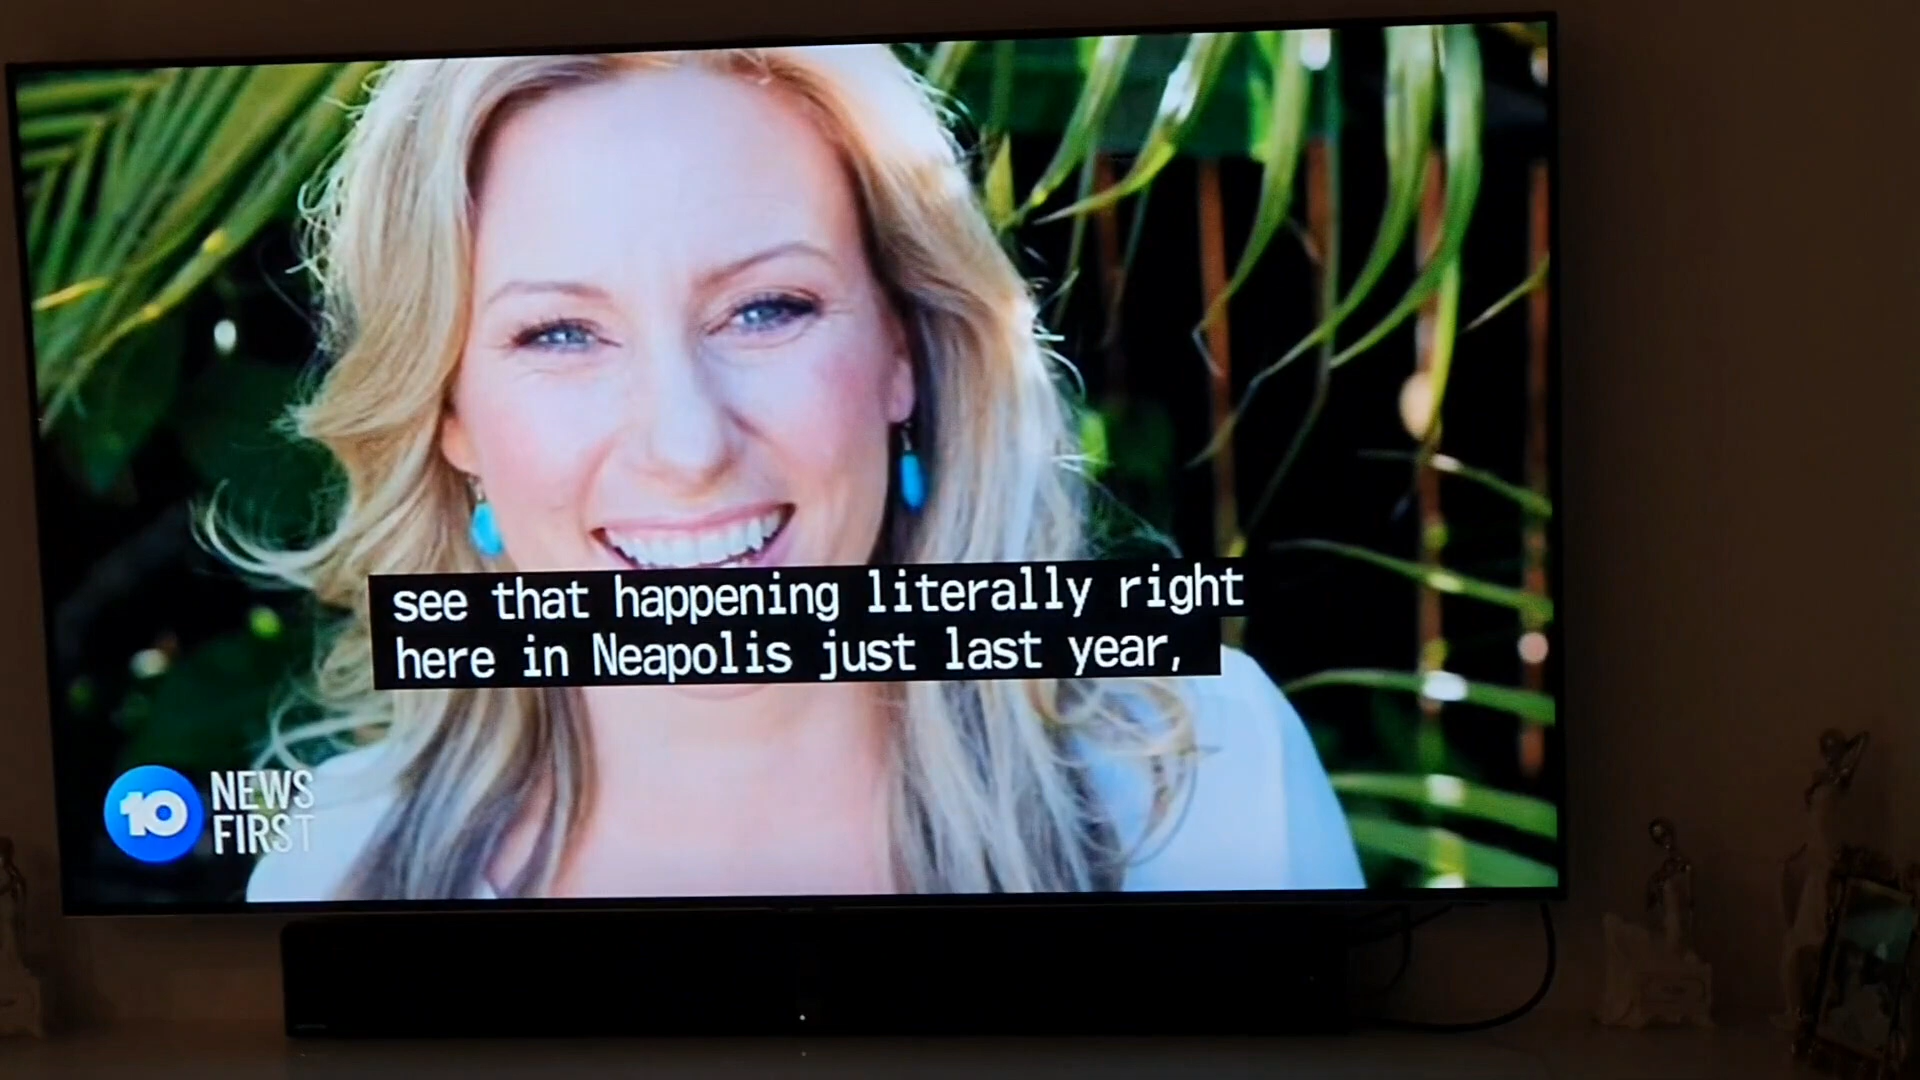 see that happening literally right
here in Neapolis just last year,
10
NEWS
FIRST